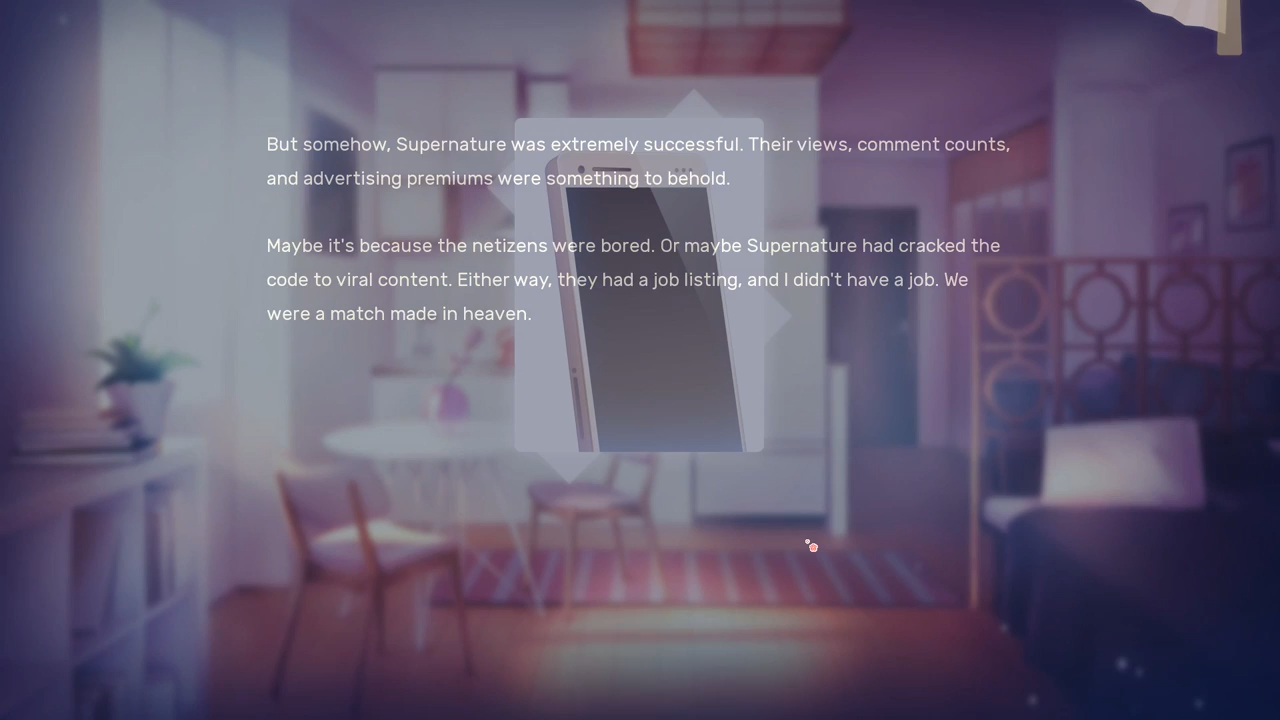 But somehow, Supernature was extremely successful. Their views, comment counts,
and advertising premiums were something to behold.
Maybe it's because the netizens were bored. Or maybe Supernature had cracked the
code to viral content. Either way, they had a job listing, and I didn't have a job. We
were a match made in heaven.